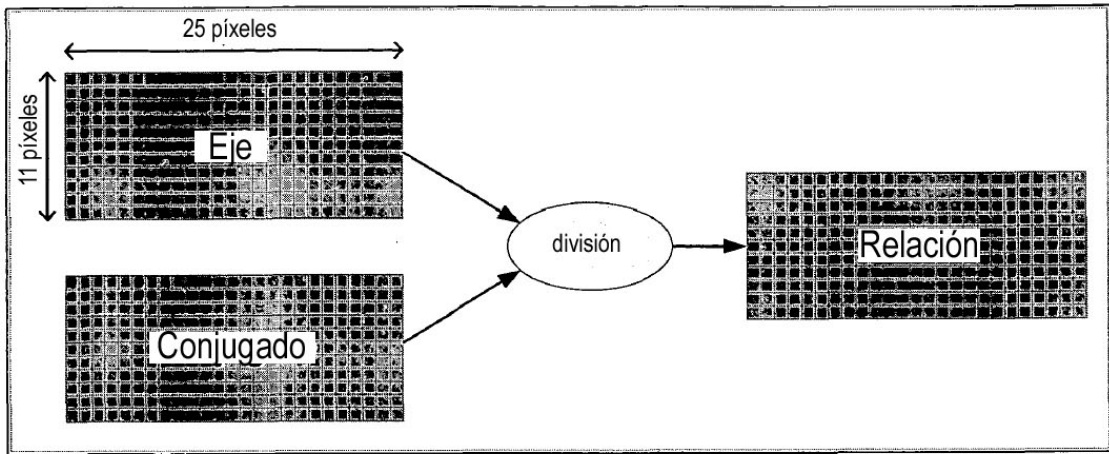 25 píxeles
11 píxeles
Eje
división
Relación
Conjugado